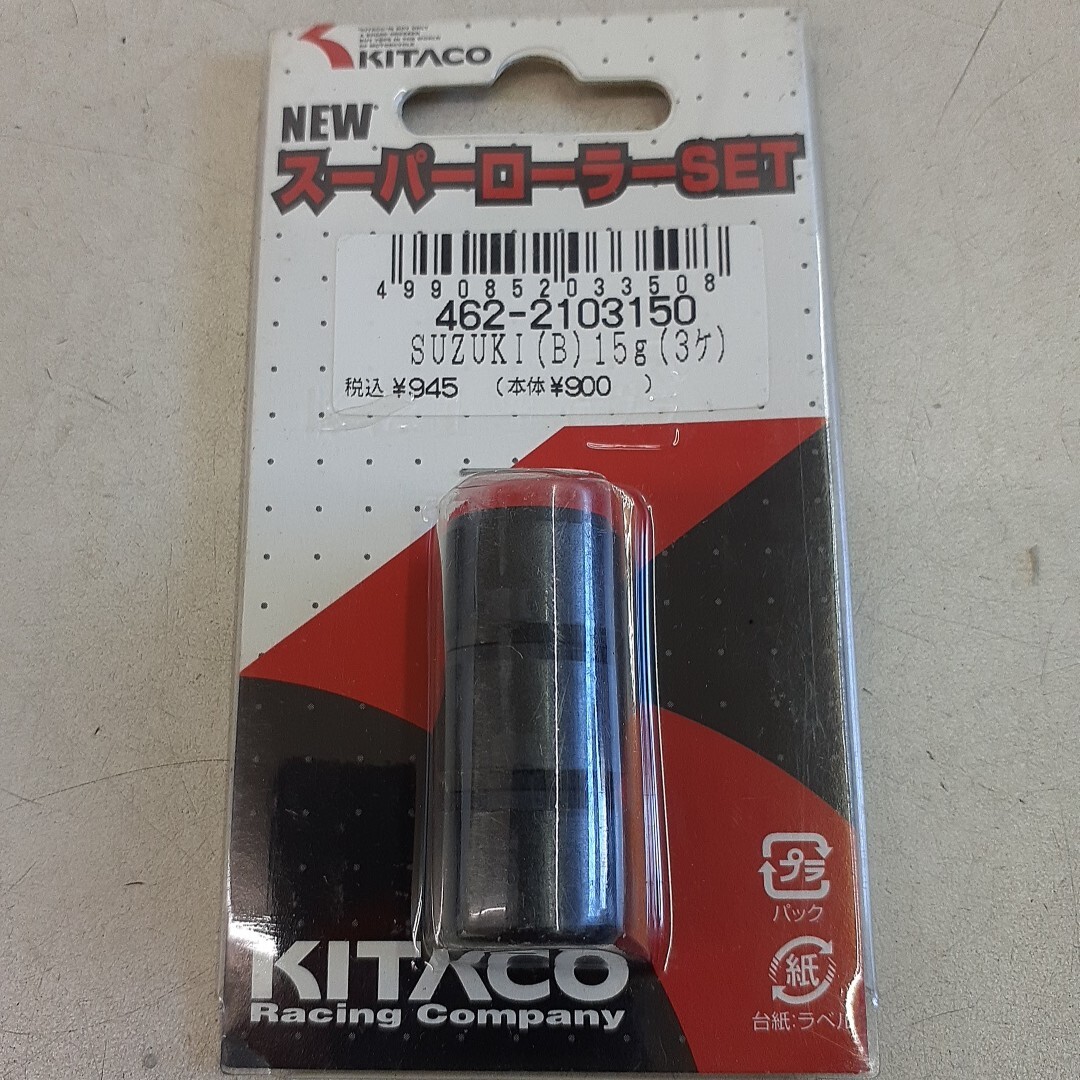 KITACO
NEW
スーパーローラーSET
4990852033508
462-2103150
SUZUKI(B)15g(3ケ)
税込 ¥945 (本体 ¥900 )
プラ
パック
紙
台紙:ラベル
KITACO
Racing Company